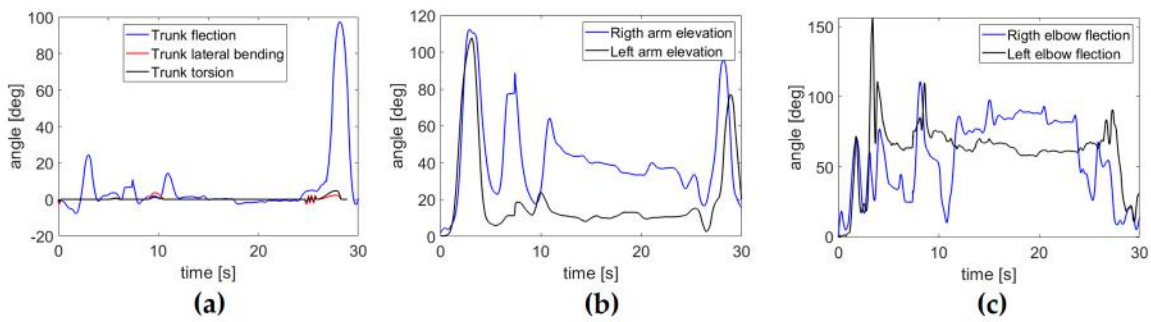 100
80
60
40
20
0
-20
angle [deg]
Trunk flection
Trunk lateral bending
Trunk torsion
0 10 20 30
time [s]
(a)
120
100
80
60
40
20
0
angle [deg]
Rigth arm elevation
Left arm elevation
0 10 20 30
time [s]
(b)
150
100
50
0
angle [deg]
Rigth elbow flection
Left elbow flection
0 10 20 30
time [s]
(c)